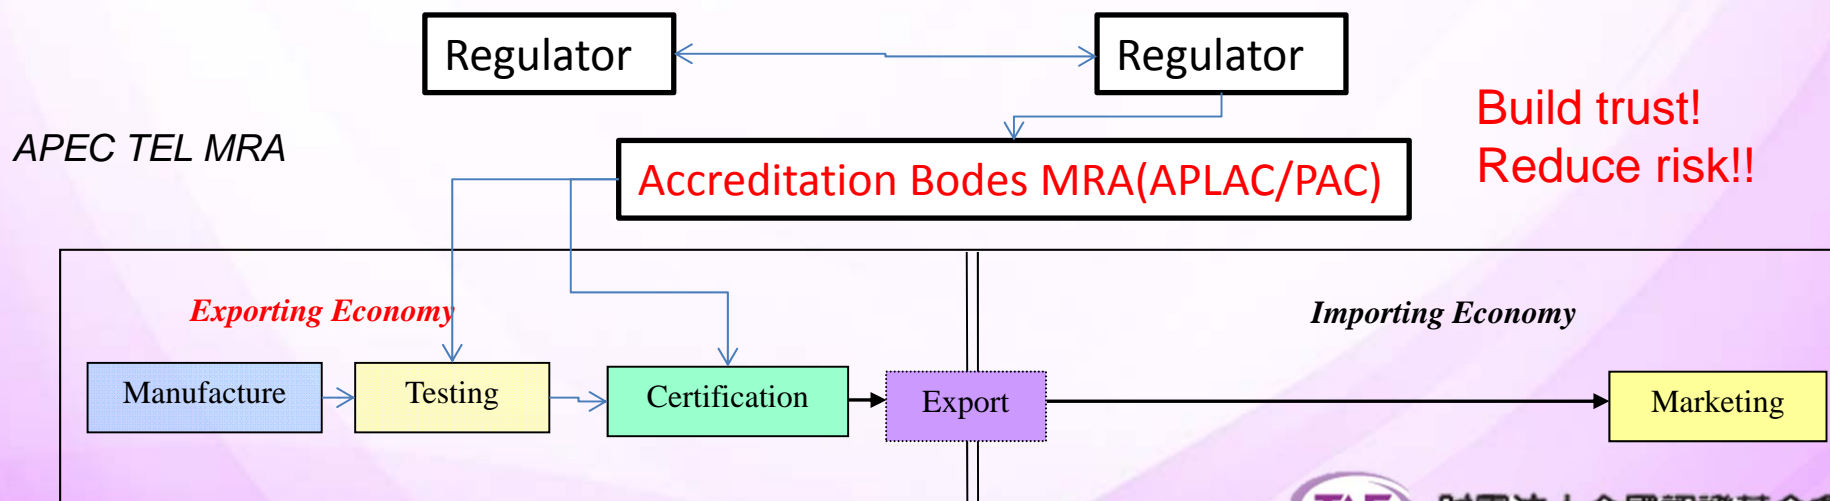 Regulator
Regulator
Build trust!
Reduce risk!!
APEC TEL MRA
Accreditation Bodes MRA(APLAC/PAC)
Exporting Economy
Importing Economy
Manufacture
Testing
Certification
Export
Marketing